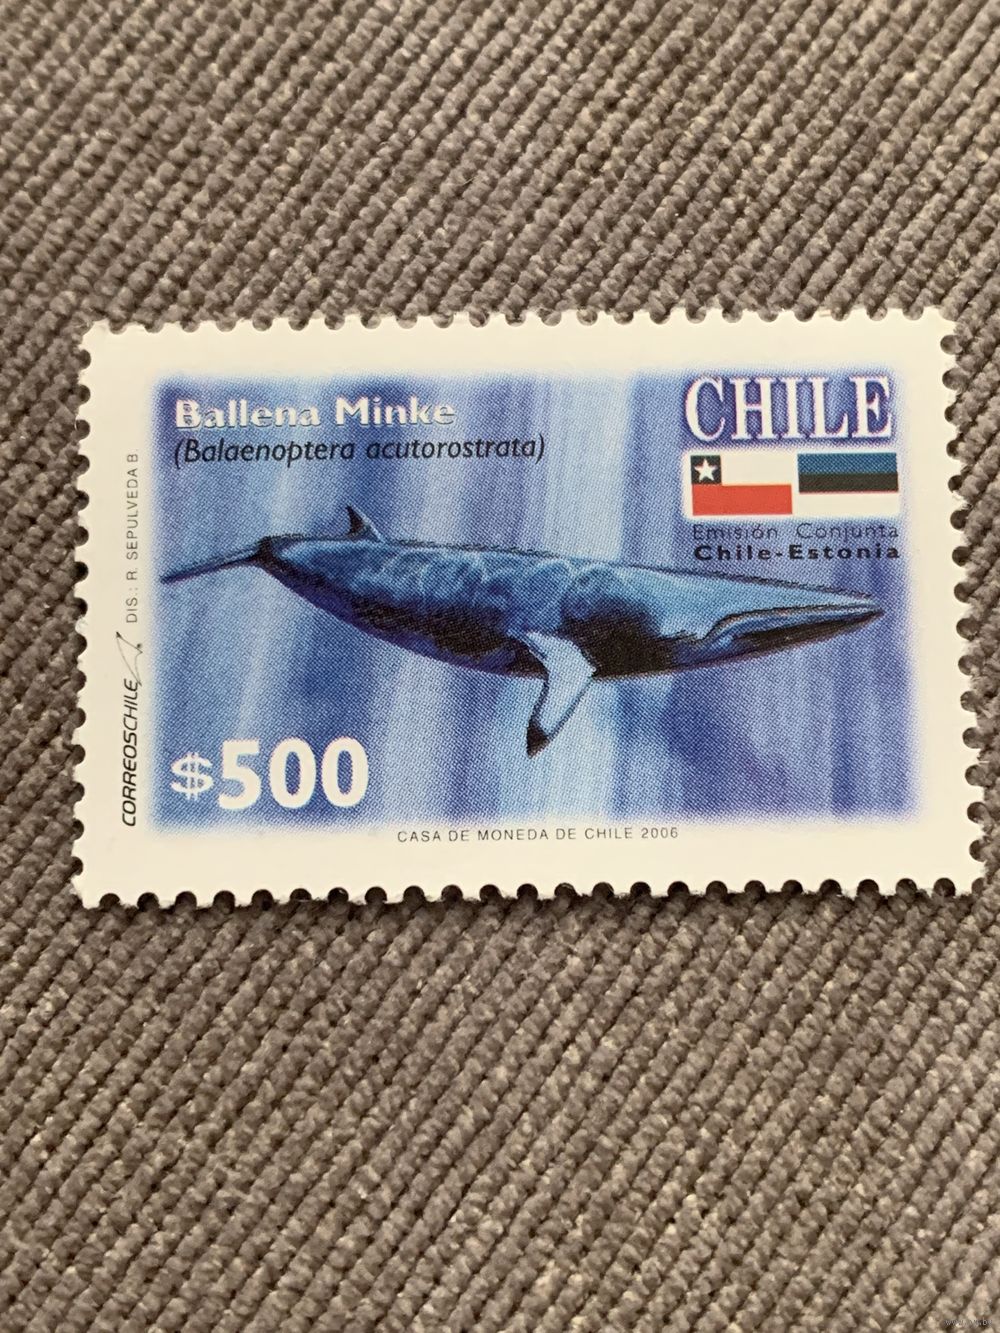 Ballena Minke
(Balaenoptera acutorostrata)
CHILE
Emisión Conjunta
Chile-Estonia
$500
CORREOSCHILE
DIS.: R. SEPULVEDA B
CASA DE MONEDA DE CHILE 2006